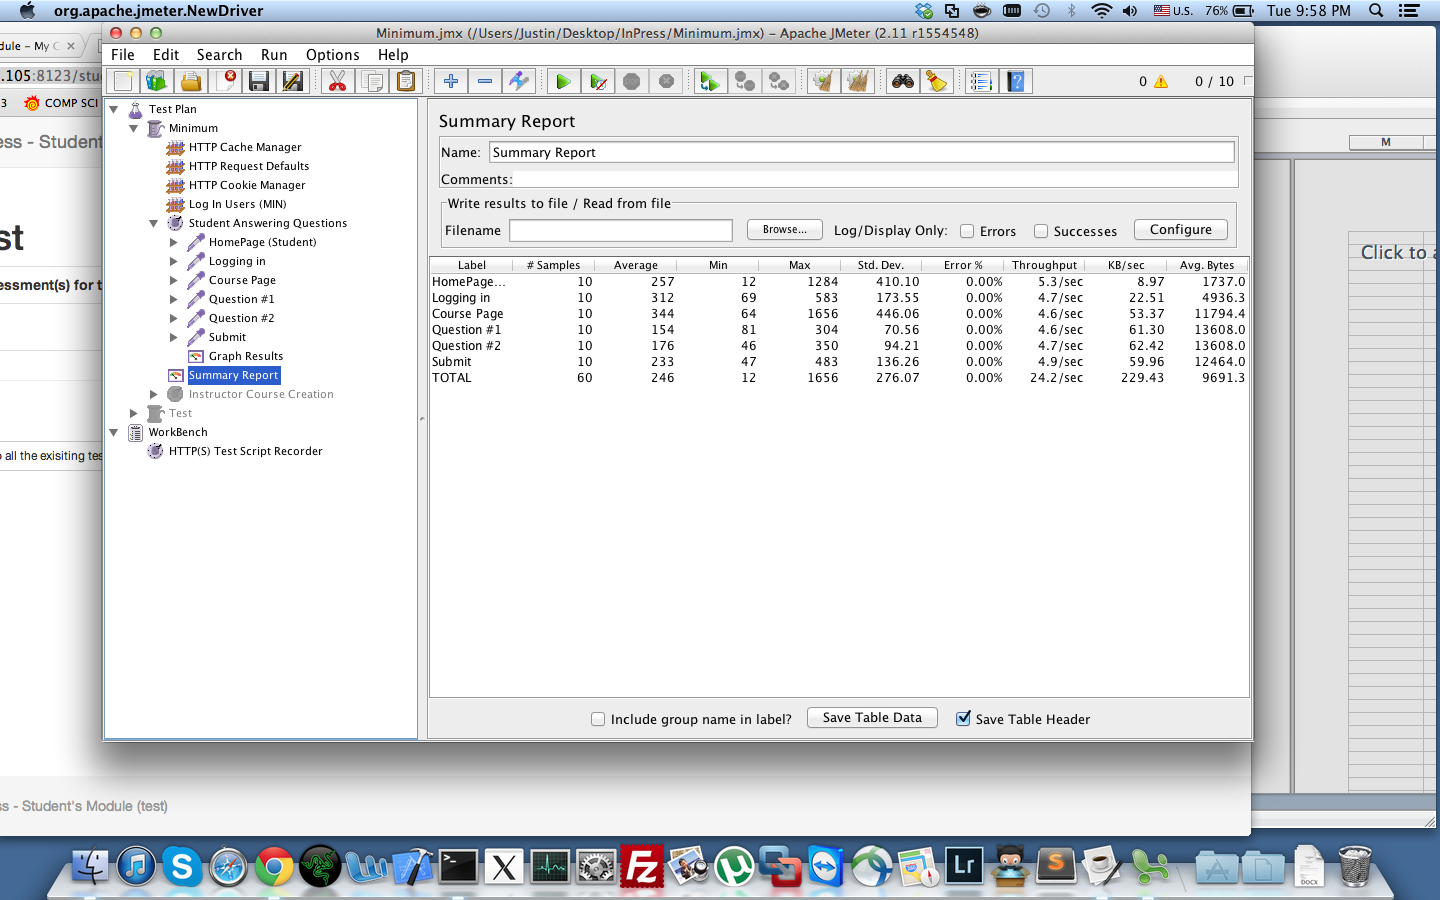 org.apache.jmeter.NewDriver
U.S. 76% Tue 9:58 PM
Minimum.jmx (/Users/Justin/Desktop/InPress/Minimum.jmx) – Apache JMeter (2.11 r1554548)
File Edit Search Run Options Help
0 0 / 10
dule – My C
.105:8123/stu
3 COMP SCI
ess - Student
st
essment(s) for t
o all the exisiting tes
ss - Student's Module (test)
Test Plan
Minimum
HTTP Cache Manager
HTTP Request Defaults
HTTP Cookie Manager
Log In Users (MIN)
Student Answering Questions
HomePage (Student)
Logging in
Course Page
Question #1
Question #2
Submit
Graph Results
Summary Report
Instructor Course Creation
Test
WorkBench
HTTP(S) Test Script Recorder
Summary Report
Name: Summary Report
Comments:
Write results to file / Read from file
Filename Browse... Log/Display Only: Errors Successes Configure
Label # Samples Average Min Max Std. Dev. Error % Throughput KB/sec Avg. Bytes
HomePage... 10 257 12 1284 410.10 0.00% 5.3/sec 8.97 1737.0
Logging in 10 312 69 583 173.55 0.00% 4.7/sec 22.51 4936.3
Course Page 10 344 64 1656 446.06 0.00% 4.6/sec 53.37 11794.4
Question #1 10 154 81 304 70.56 0.00% 4.6/sec 61.30 13608.0
Question #2 10 176 46 350 94.21 0.00% 4.7/sec 62.42 13608.0
Submit 10 233 47 483 136.26 0.00% 4.9/sec 59.96 12464.0
TOTAL 60 246 12 1656 276.07 0.00% 24.2/sec 229.43 9691.3
Include group name in label? Save Table Data Save Table Header
M
Click to a
Lr
DOCX